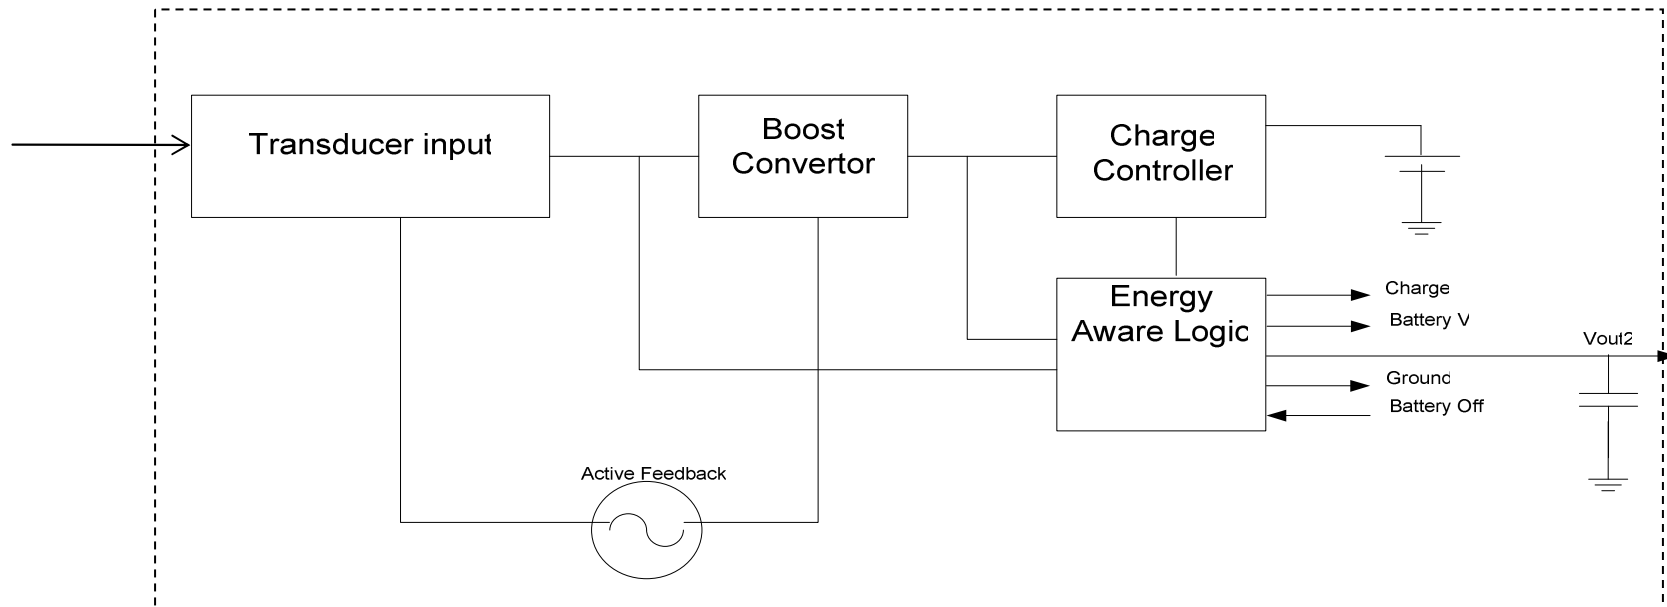 Transducer input
Boost
Convertor
Charge
Controller
Energy
Aware Logic
Charge
Battery V
Vout2
Ground
Battery Off
Active Feedback